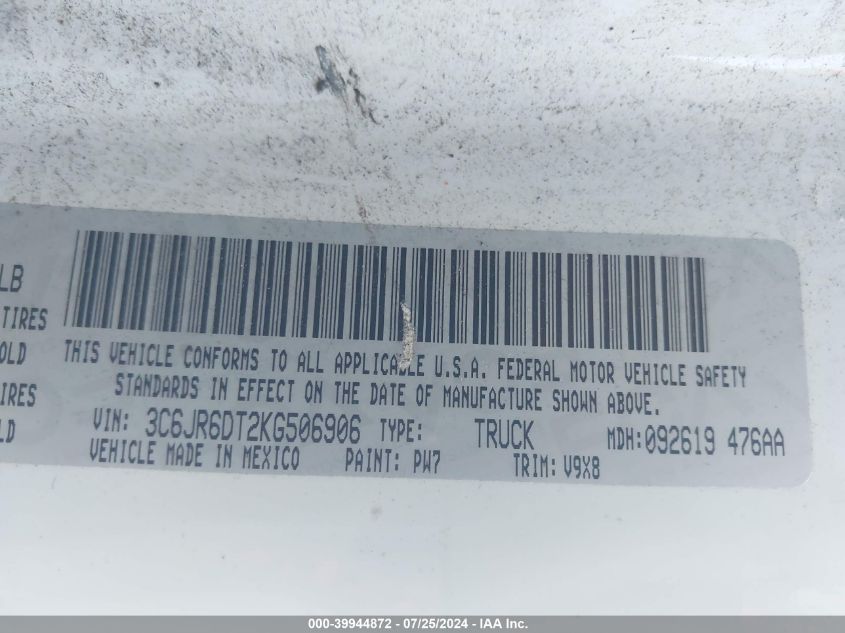 LB
TIRES
OLD
IRES
LD
THIS VEHICLE CONFORMS TO ALL APPLICABLE U.S.A. FEDERAL MOTOR VEHICLE SAFETY
STANDARDS IN EFFECT ON THE DATE OF MANUFACTURE SHOWN ABOVE.
VIN: 3C6JR6DT2KG506906 TYPE: TRUCK MDH:092619 476AA
VEHICLE MADE IN MEXICO PAINT: PW7 TRIM: V9X8
000-39944872 - 07/25/2024 - IAA Inc.